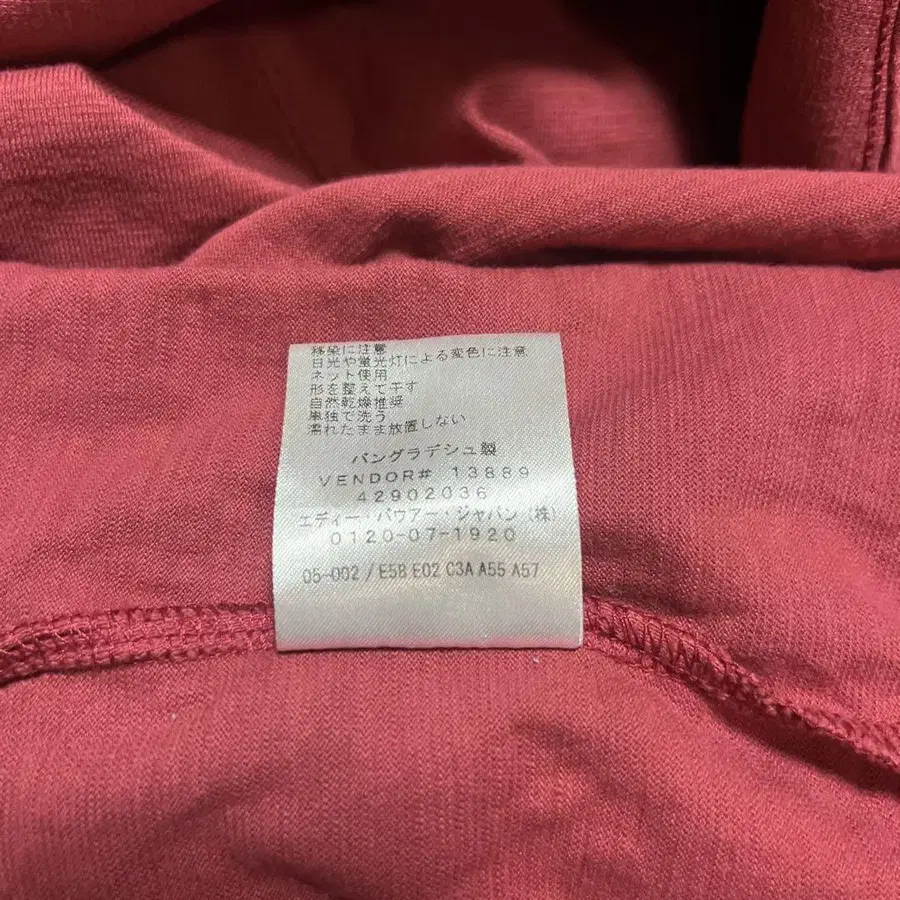 移染に注意
日光や蛍光灯による変色に注意
ネット使用
形を整えて干す
自然乾燥推奨
単独で洗う
濡れたまま放置しない
バングラデシュ製
VENDOR# 13889
42902036
エディー・バウアー・ジャパン(株)
0120-07-1920
05-002 / E5B E02 C3A A55 A57